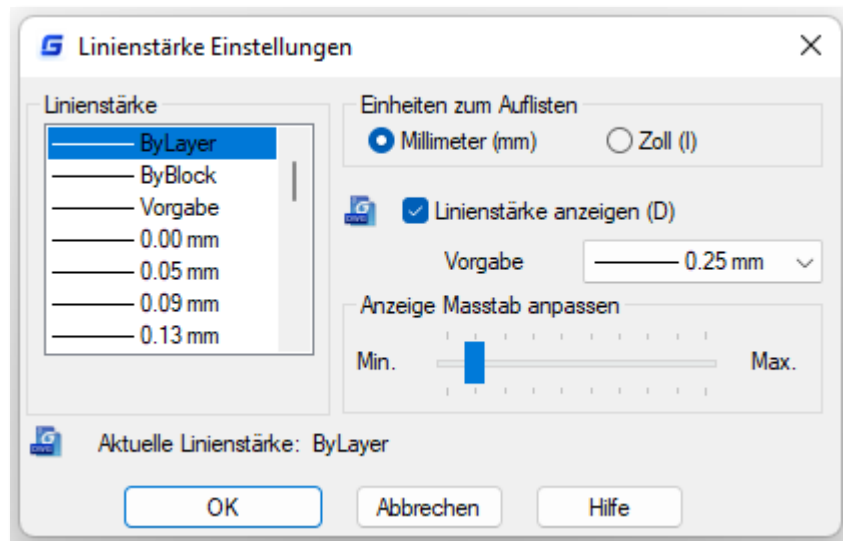 Linienstärke Einstellungen
Linienstärke
ByLayer
ByBlock
Vorgabe
0.00 mm
0.05 mm
0.09 mm
0.13 mm
Einheiten zum Auflisten
Millimeter (mm) Zoll (I)
Linienstärke anzeigen (D)
Vorgabe 0.25 mm
Anzeige Masstab anpassen
Min. Max.
Aktuelle Linienstärke: ByLayer
OK Abbrechen Hilfe